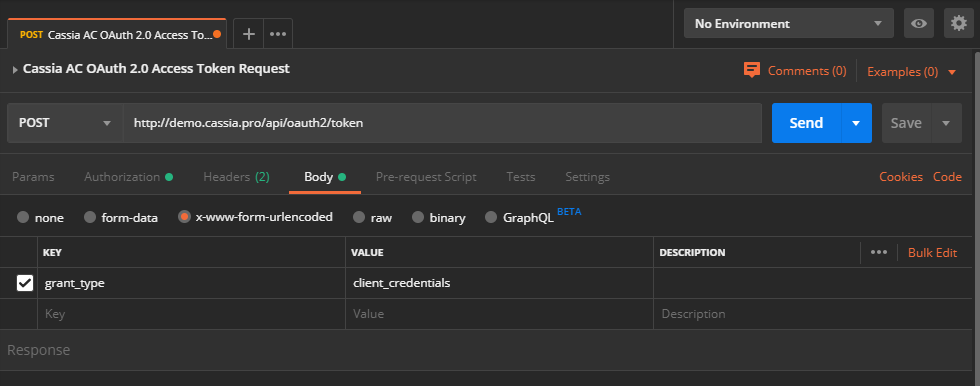 No Environment
POST Cassia AC OAuth 2.0 Access To...
Cassia AC OAuth 2.0 Access Token Request Comments (0) Examples (0)
POST http://demo.cassia.pro/api/oauth2/token Send Save
Params Authorization Headers (2) Body Pre-request Script Tests Settings Cookies Code
none form-data x-www-form-urlencoded raw binary GraphQL BETA
KEY VALUE DESCRIPTION Bulk Edit
grant_type client_credentials
Key Value Description
Response